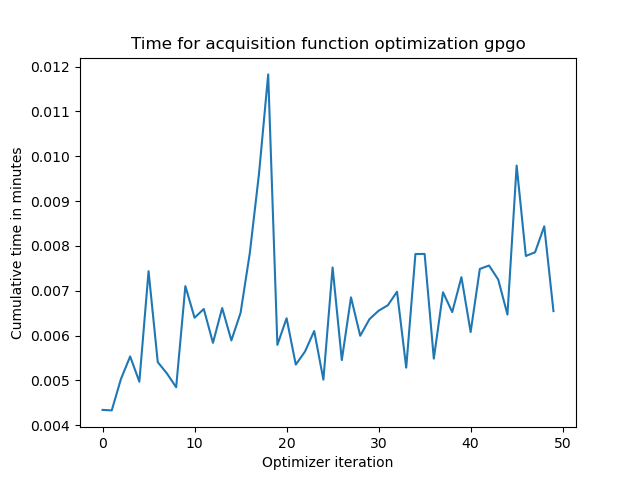 Time for acquisition function optimization gpgo
0.012
0.011
0.010
0.009
0.008
0.007
0.006
0.005
0.004
Cumulative time in minutes
0 10 20 30 40 50
Optimizer iteration